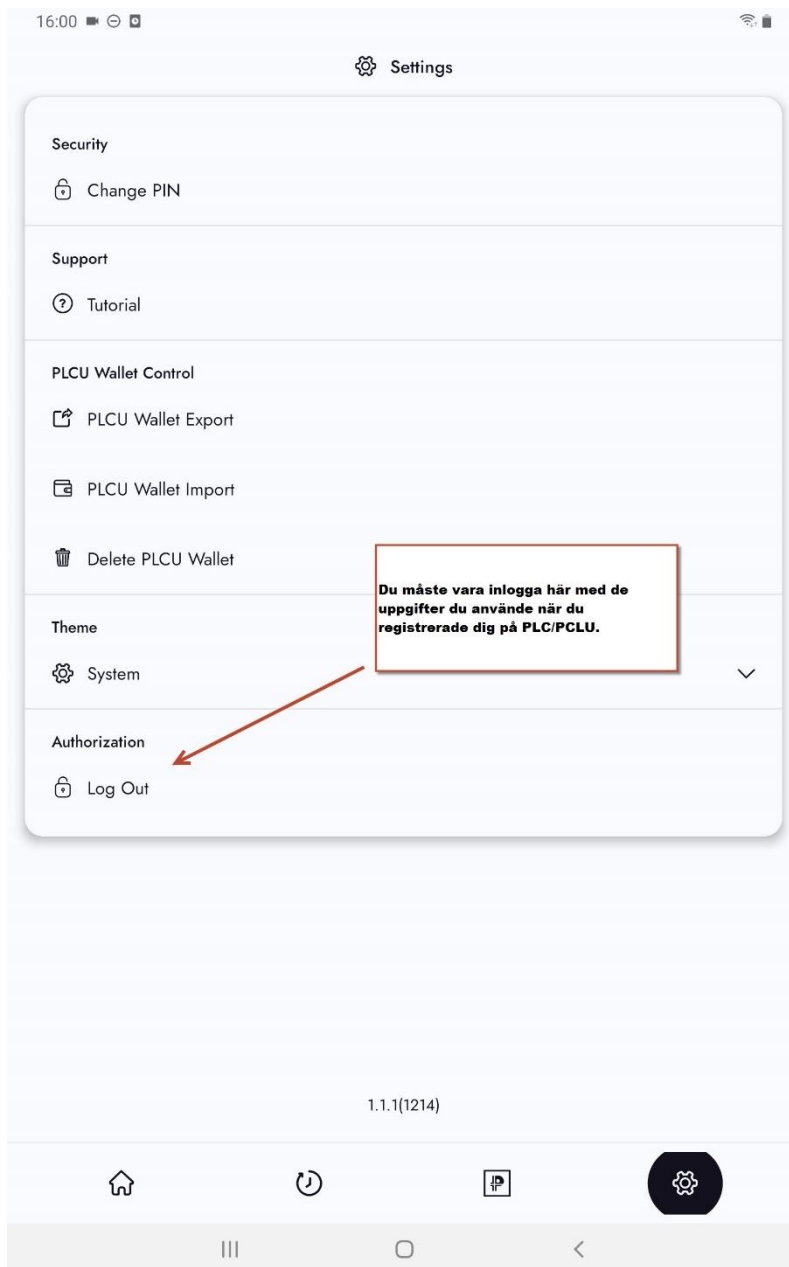 16:00
Settings
Security
Change PIN
Support
Tutorial
PLCU Wallet Control
PLCU Wallet Export
PLCU Wallet Import
Delete PLCU Wallet
Du måste vara inlogga här med de
uppgifter du använde när du
registrerade dig på PLC/PCLU.
Theme
System
Authorization
Log Out
1.1.1(1214)